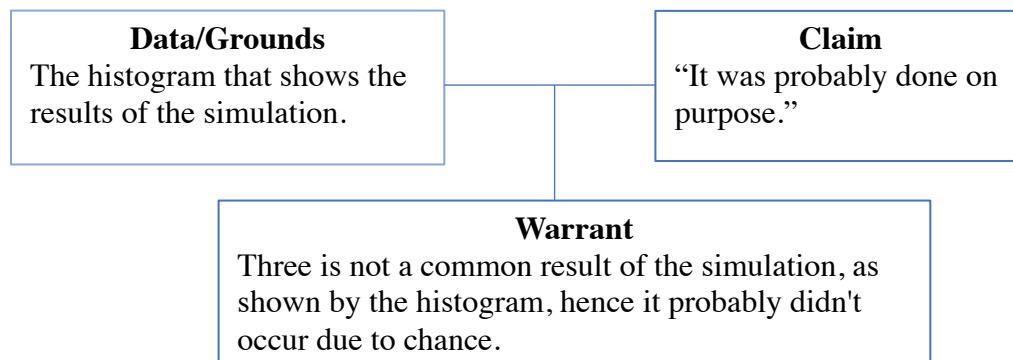 Data/Grounds
The histogram that shows the
results of the simulation.
Claim
“It was probably done on
purpose.”
Warrant
Three is not a common result of the simulation, as
shown by the histogram, hence it probably didn't
occur due to chance.